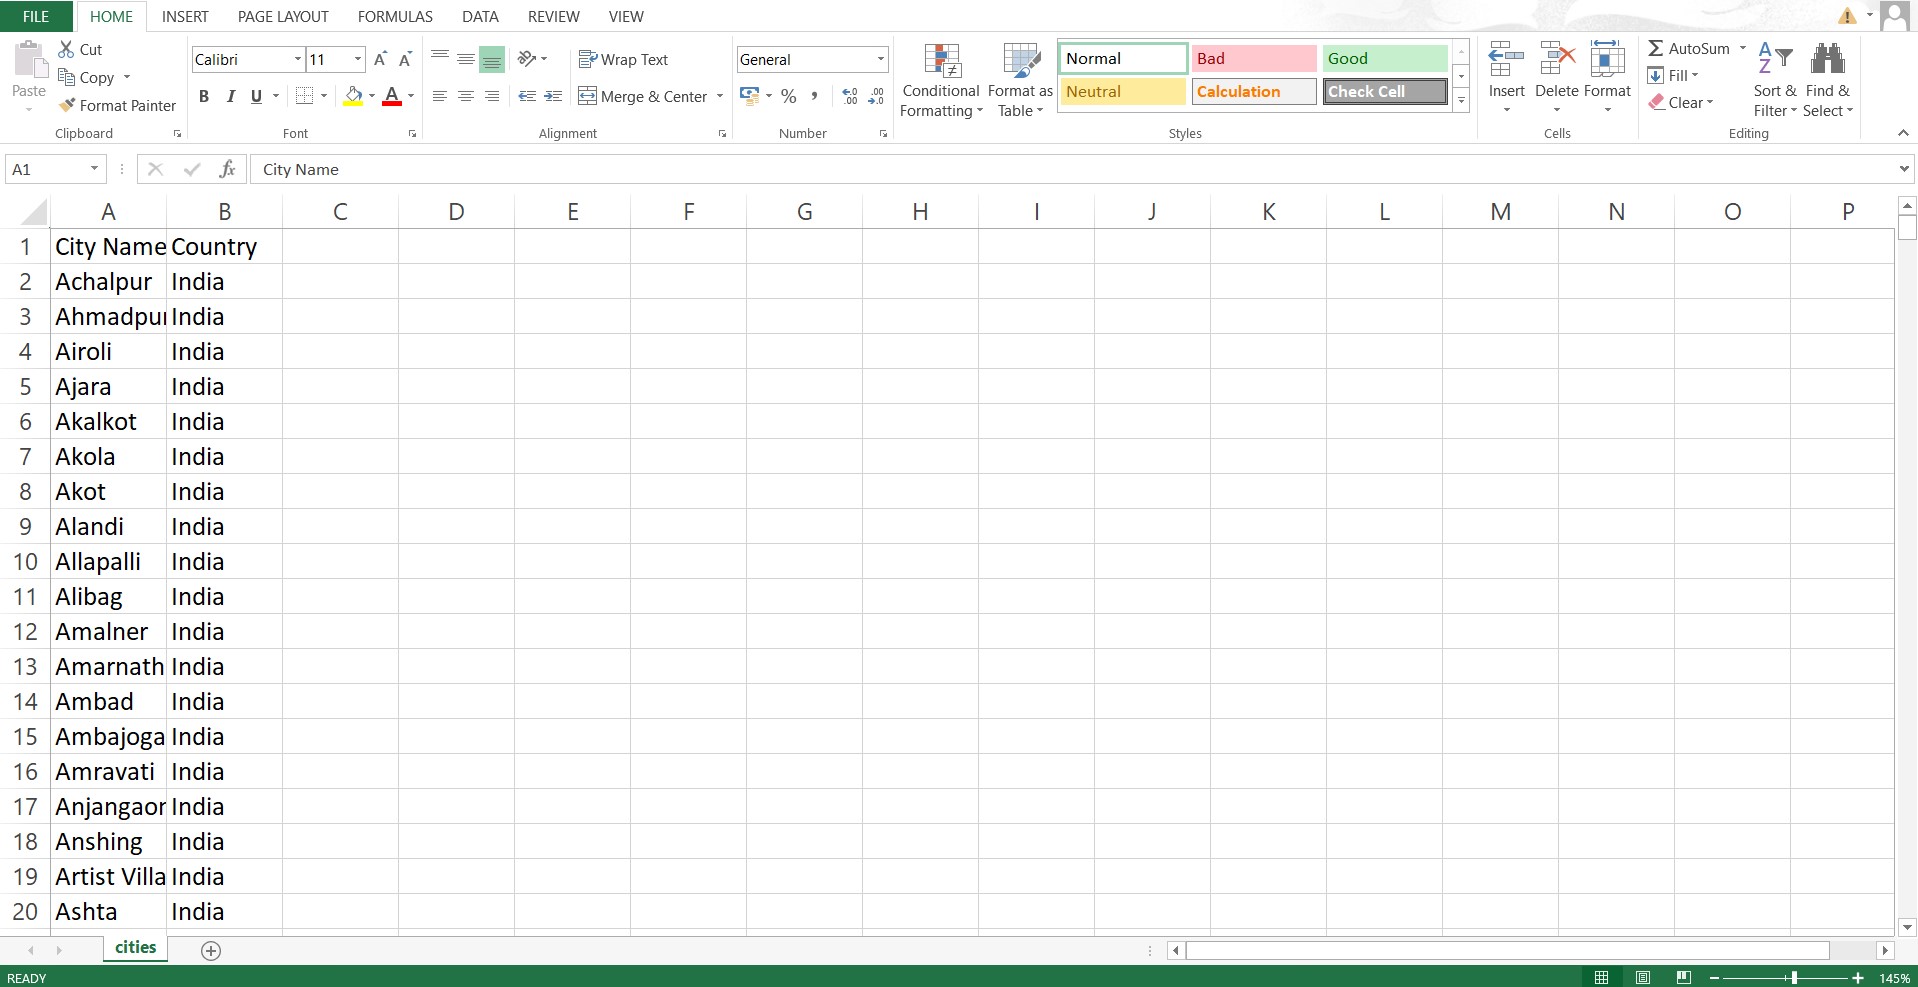 FILE HOME INSERT PAGE LAYOUT FORMULAS DATA REVIEW VIEW
Paste
Cut
Copy
Format Painter
Clipboard
Calibri 11
B I U
Font
Wrap Text
Merge & Center
Alignment
General
%
Number
Conditional Formatting
Format as Table
Normal Bad Good
Neutral Calculation Check Cell
Styles
Insert Delete Format
Cells
AutoSum
Fill
Clear
Sort & Filter
Find & Select
Editing
A1 fx City Name
A B C D E F G H I J K L M N O P
1 City Name Country
2 Achalpur India
3 Ahmadpur India
4 Airoli India
5 Ajara India
6 Akalkot India
7 Akola India
8 Akot India
9 Alandi India
10 Allapalli India
11 Alibag India
12 Amalner India
13 Amarnath India
14 Ambad India
15 Ambajoga India
16 Amravati India
17 Anjangaon India
18 Anshing India
19 Artist Villa India
20 Ashta India
cities
READY 145%